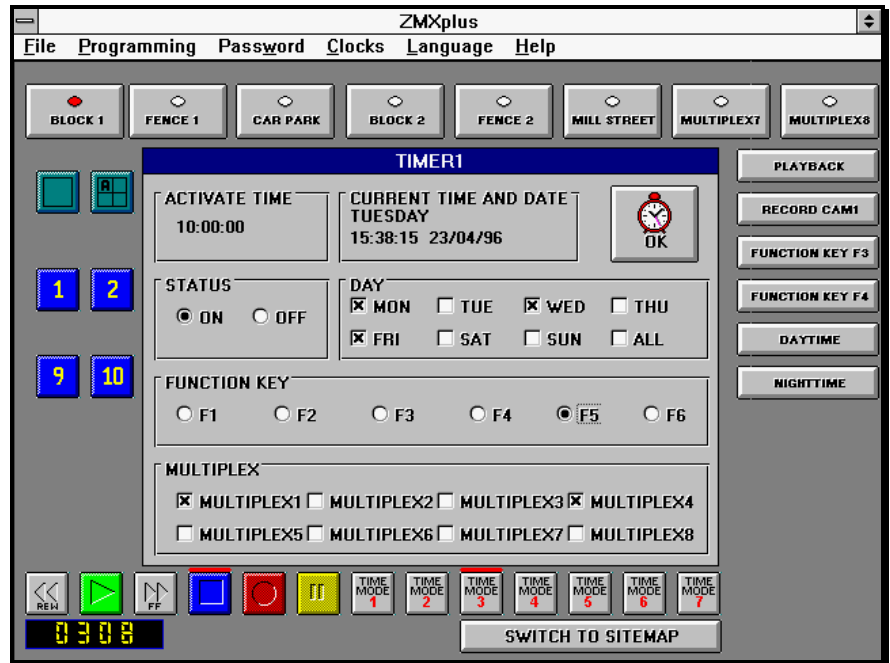 ZMXplus
File Programming Password Clocks Language Help
BLOCK 1 FENCE 1 CAR PARK BLOCK 2 FENCE 2 MILL STREET MULTIPLEX7 MULTIPLEX8
TIMER1
PLAYBACK
A
ACTIVATE TIME
10:00:00
CURRENT TIME AND DATE
TUESDAY
15:38:15 23/04/96
OK
RECORD CAM1
FUNCTION KEY F3
1 2
STATUS
ON OFF
DAY
MON TUE WED THU
FRI SAT SUN ALL
FUNCTION KEY F4
DAYTIME
9 10
FUNCTION KEY
F1 F2 F3 F4 F5 F6
NIGHTTIME
MULTIPLEX
MULTIPLEX1 MULTIPLEX2 MULTIPLEX3 MULTIPLEX4
MULTIPLEX5 MULTIPLEX6 MULTIPLEX7 MULTIPLEX8
REW
FF
TIME MODE 1
TIME MODE 2
TIME MODE 3
TIME MODE 4
TIME MODE 5
TIME MODE 6
TIME MODE 7
0308
SWITCH TO SITEMAP